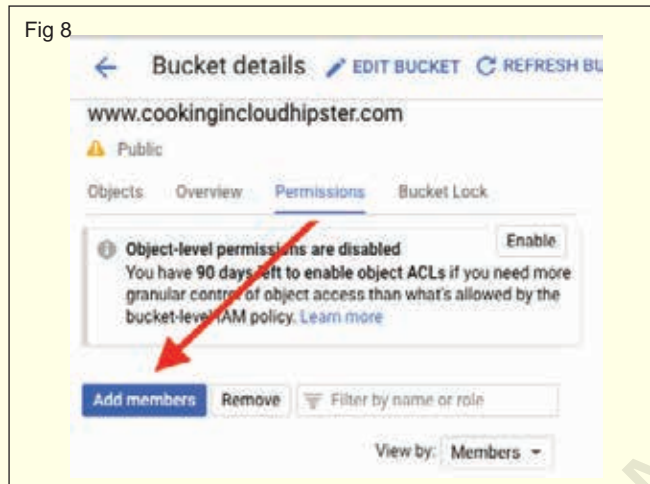 Fig 8
Bucket details EDIT BUCKET REFRESH BU
www.cookingincloudhipster.com
Public
Objects Overview Permissions Bucket Lock
Object-level permissions are disabled Enable
You have 90 days left to enable object ACLs if you need more
granular control of object access than what's allowed by the
bucket-level IAM policy. Learn more
Add members Remove Filter by name or role
View by: Members